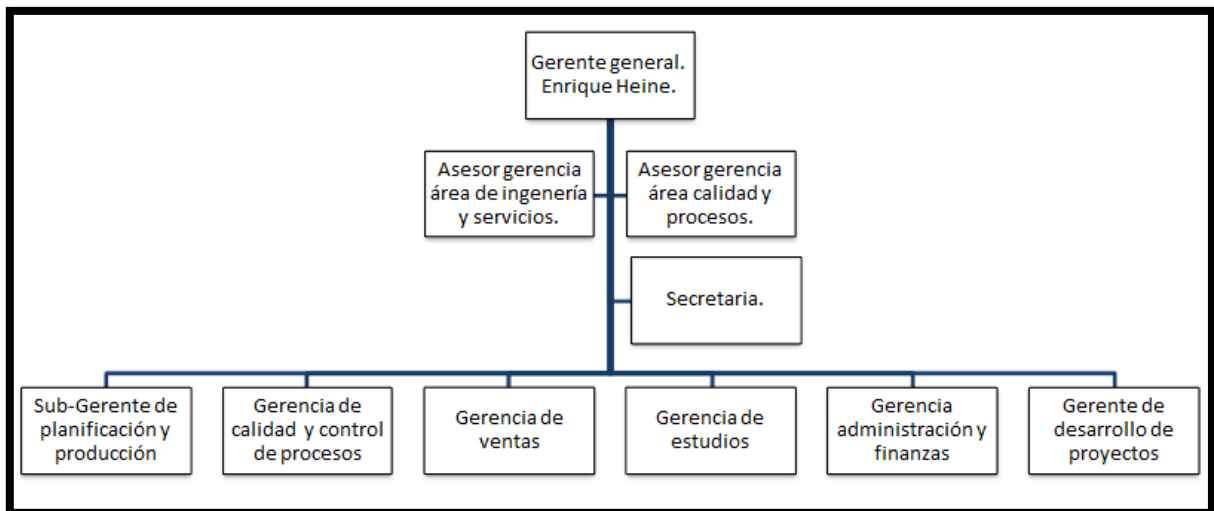 Gerente general.
Enrique Heine.
Asesor gerencia
área de ingenería
y servicios.
Asesor gerencia
área calidad y
procesos.
Secretaria.
Sub-Gerente de
planificación y
producción
Gerencia de
calidad y control
de procesos
Gerencia de
ventas
Gerencia de
estudios
Gerencia
administración y
finanzas
Gerente de
desarrollo de
proyectos